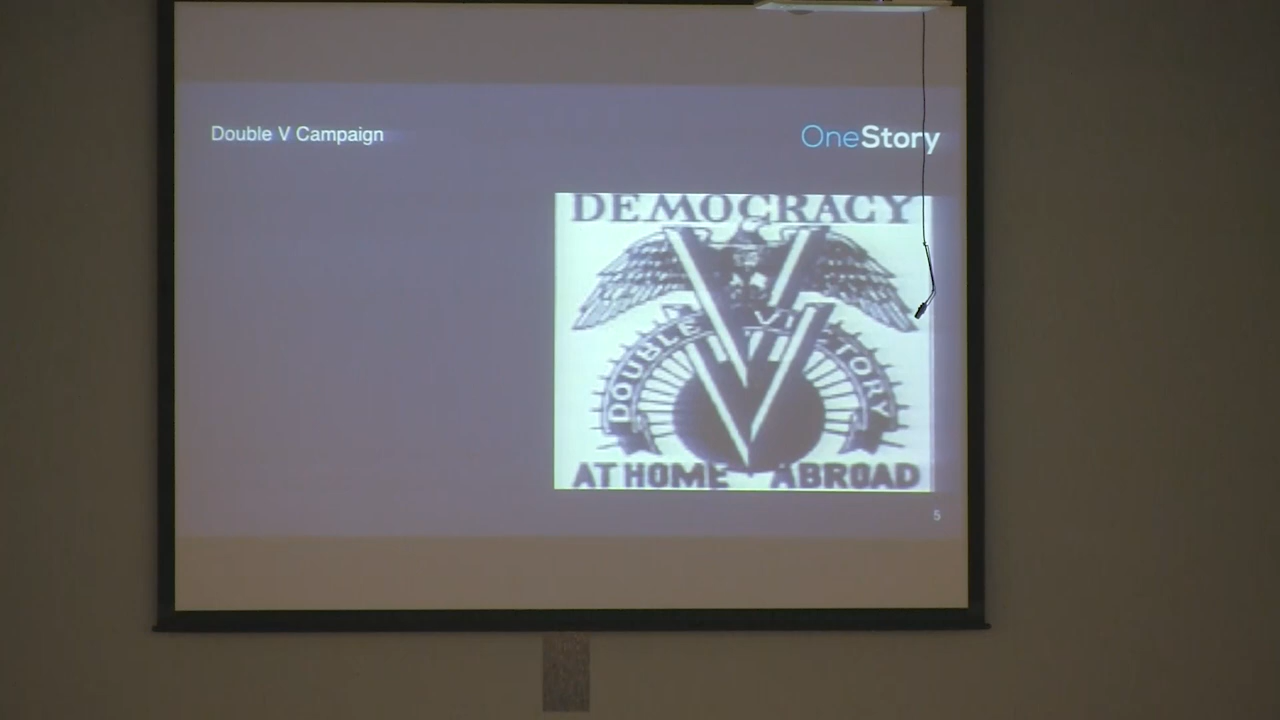 Double V Campaign
OneStory
DEMOCRACY
DOUBLE VICTORY
AT HOME ABROAD
5